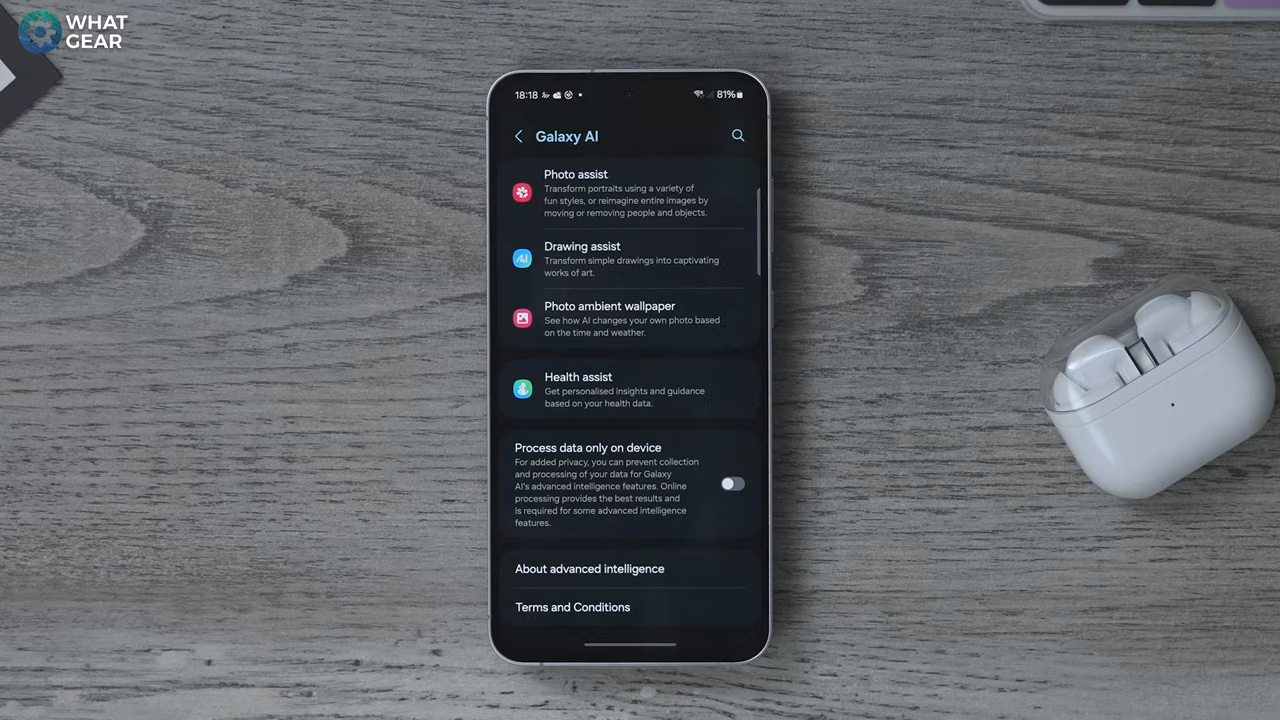 WHAT
GEAR
18:18
81%
Galaxy AI
Photo assist
Transform portraits using a variety of
fun styles, or reimagine entire images by
moving or removing people and objects.
Drawing assist
Transform simple drawings into captivating
works of art.
Photo ambient wallpaper
See how AI changes your own photo based
on the time and weather.
Health assist
Get personalised insights and guidance
based on your health data.
Process data only on device
For added privacy, you can prevent collection
and processing of your data for Galaxy
AI's advanced intelligence features. Online
processing provides the best results and
is required for some advanced intelligence
features.
About advanced intelligence
Terms and Conditions